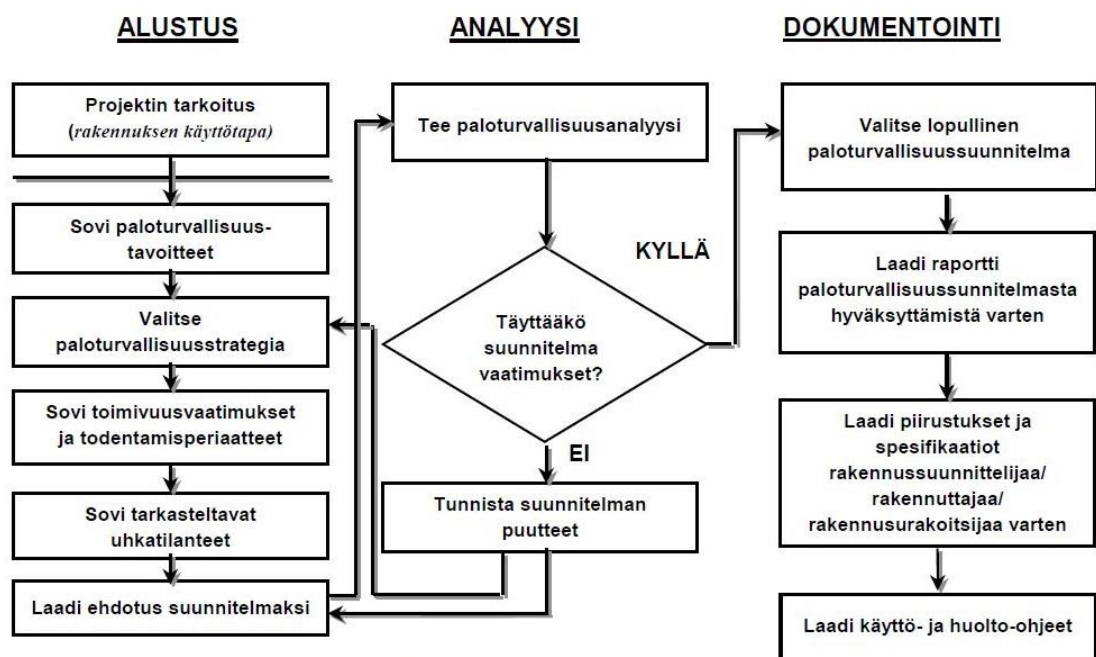 ALUSTUS
Projektin tarkoitus
(rakennuksen käyttötapa)
Sovi paloturvallisuus-
tavoitteet
Valitse
paloturvallisuusstrategia
Sovi toimivuusvaatimukset
ja todentamisperiaatteet
Sovi tarkasteltavat
uhkatilanteet
Laadi ehdotus suunnitelmaksi
ANALYYSI
Tee paloturvallisuusanalyysi
Täyttääkö
suunnitelma
vaatimukset?
KYLLÄ
EI
Tunnista suunnitelman
puutteet
DOKUMENTOINTI
Valitse lopullinen
paloturvallisuussuunnitelma
Laadi raportti
paloturvallisuussunnitelmasta
hyväksyttämistä varten
Laadi piirustukset ja
spesifikaatiot
rakennussuunnittelijaa/
rakennuttajaa/
rakennusurakoitsijaa varten
Laadi käyttö- ja huolto-ohjeet